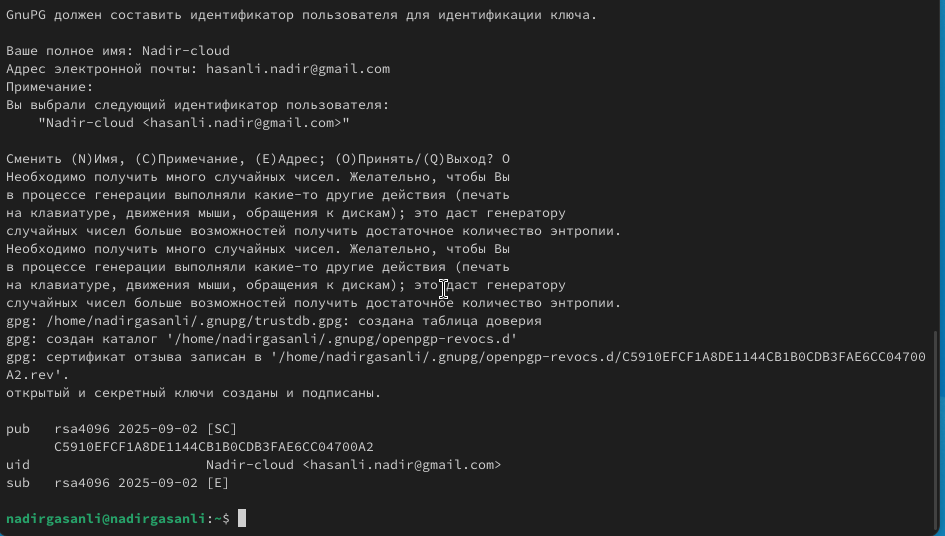 GnuPG должен составить идентификатор пользователя для идентификации ключа.
Ваше полное имя: Nadir-cloud
Адрес электронной почты: hasanli.nadir@gmail.com
Примечание:
Вы выбрали следующий идентификатор пользователя:
"Nadir-cloud <hasanli.nadir@gmail.com>"
Сменить (N)Имя, (C)Примечание, (E)Адрес; (O)Принять/(Q)Выход? O
Необходимо получить много случайных чисел. Желательно, чтобы Вы
в процессе генерации выполняли какие-то другие действия (печать
на клавиатуре, движения мыши, обращения к дискам); это даст генератору
случайных чисел больше возможностей получить достаточное количество энтропии.
Необходимо получить много случайных чисел. Желательно, чтобы Вы
в процессе генерации выполняли какие-то другие действия (печать
на клавиатуре, движения мыши, обращения к дискам); это даст генератору
случайных чисел больше возможностей получить достаточное количество энтропии.
gpg: /home/nadirgasanli/.gnupg/trustdb.gpg: создана таблица доверия
gpg: создан каталог '/home/nadirgasanli/.gnupg/openpgp-revocs.d'
gpg: сертификат отзыва записан в '/home/nadirgasanli/.gnupg/openpgp-revocs.d/C5910EFCF1A8DE1144CB1B0CDB3FAE6CC04700
A2.rev'.
открытый и секретный ключи созданы и подписаны.
pub   rsa4096 2025-09-02 [SC]
C5910EFCF1A8DE1144CB1B0CDB3FAE6CC04700A2
uid                      Nadir-cloud <hasanli.nadir@gmail.com>
sub   rsa4096 2025-09-02 [E]
nadirgasanli@nadirgasanli:~$